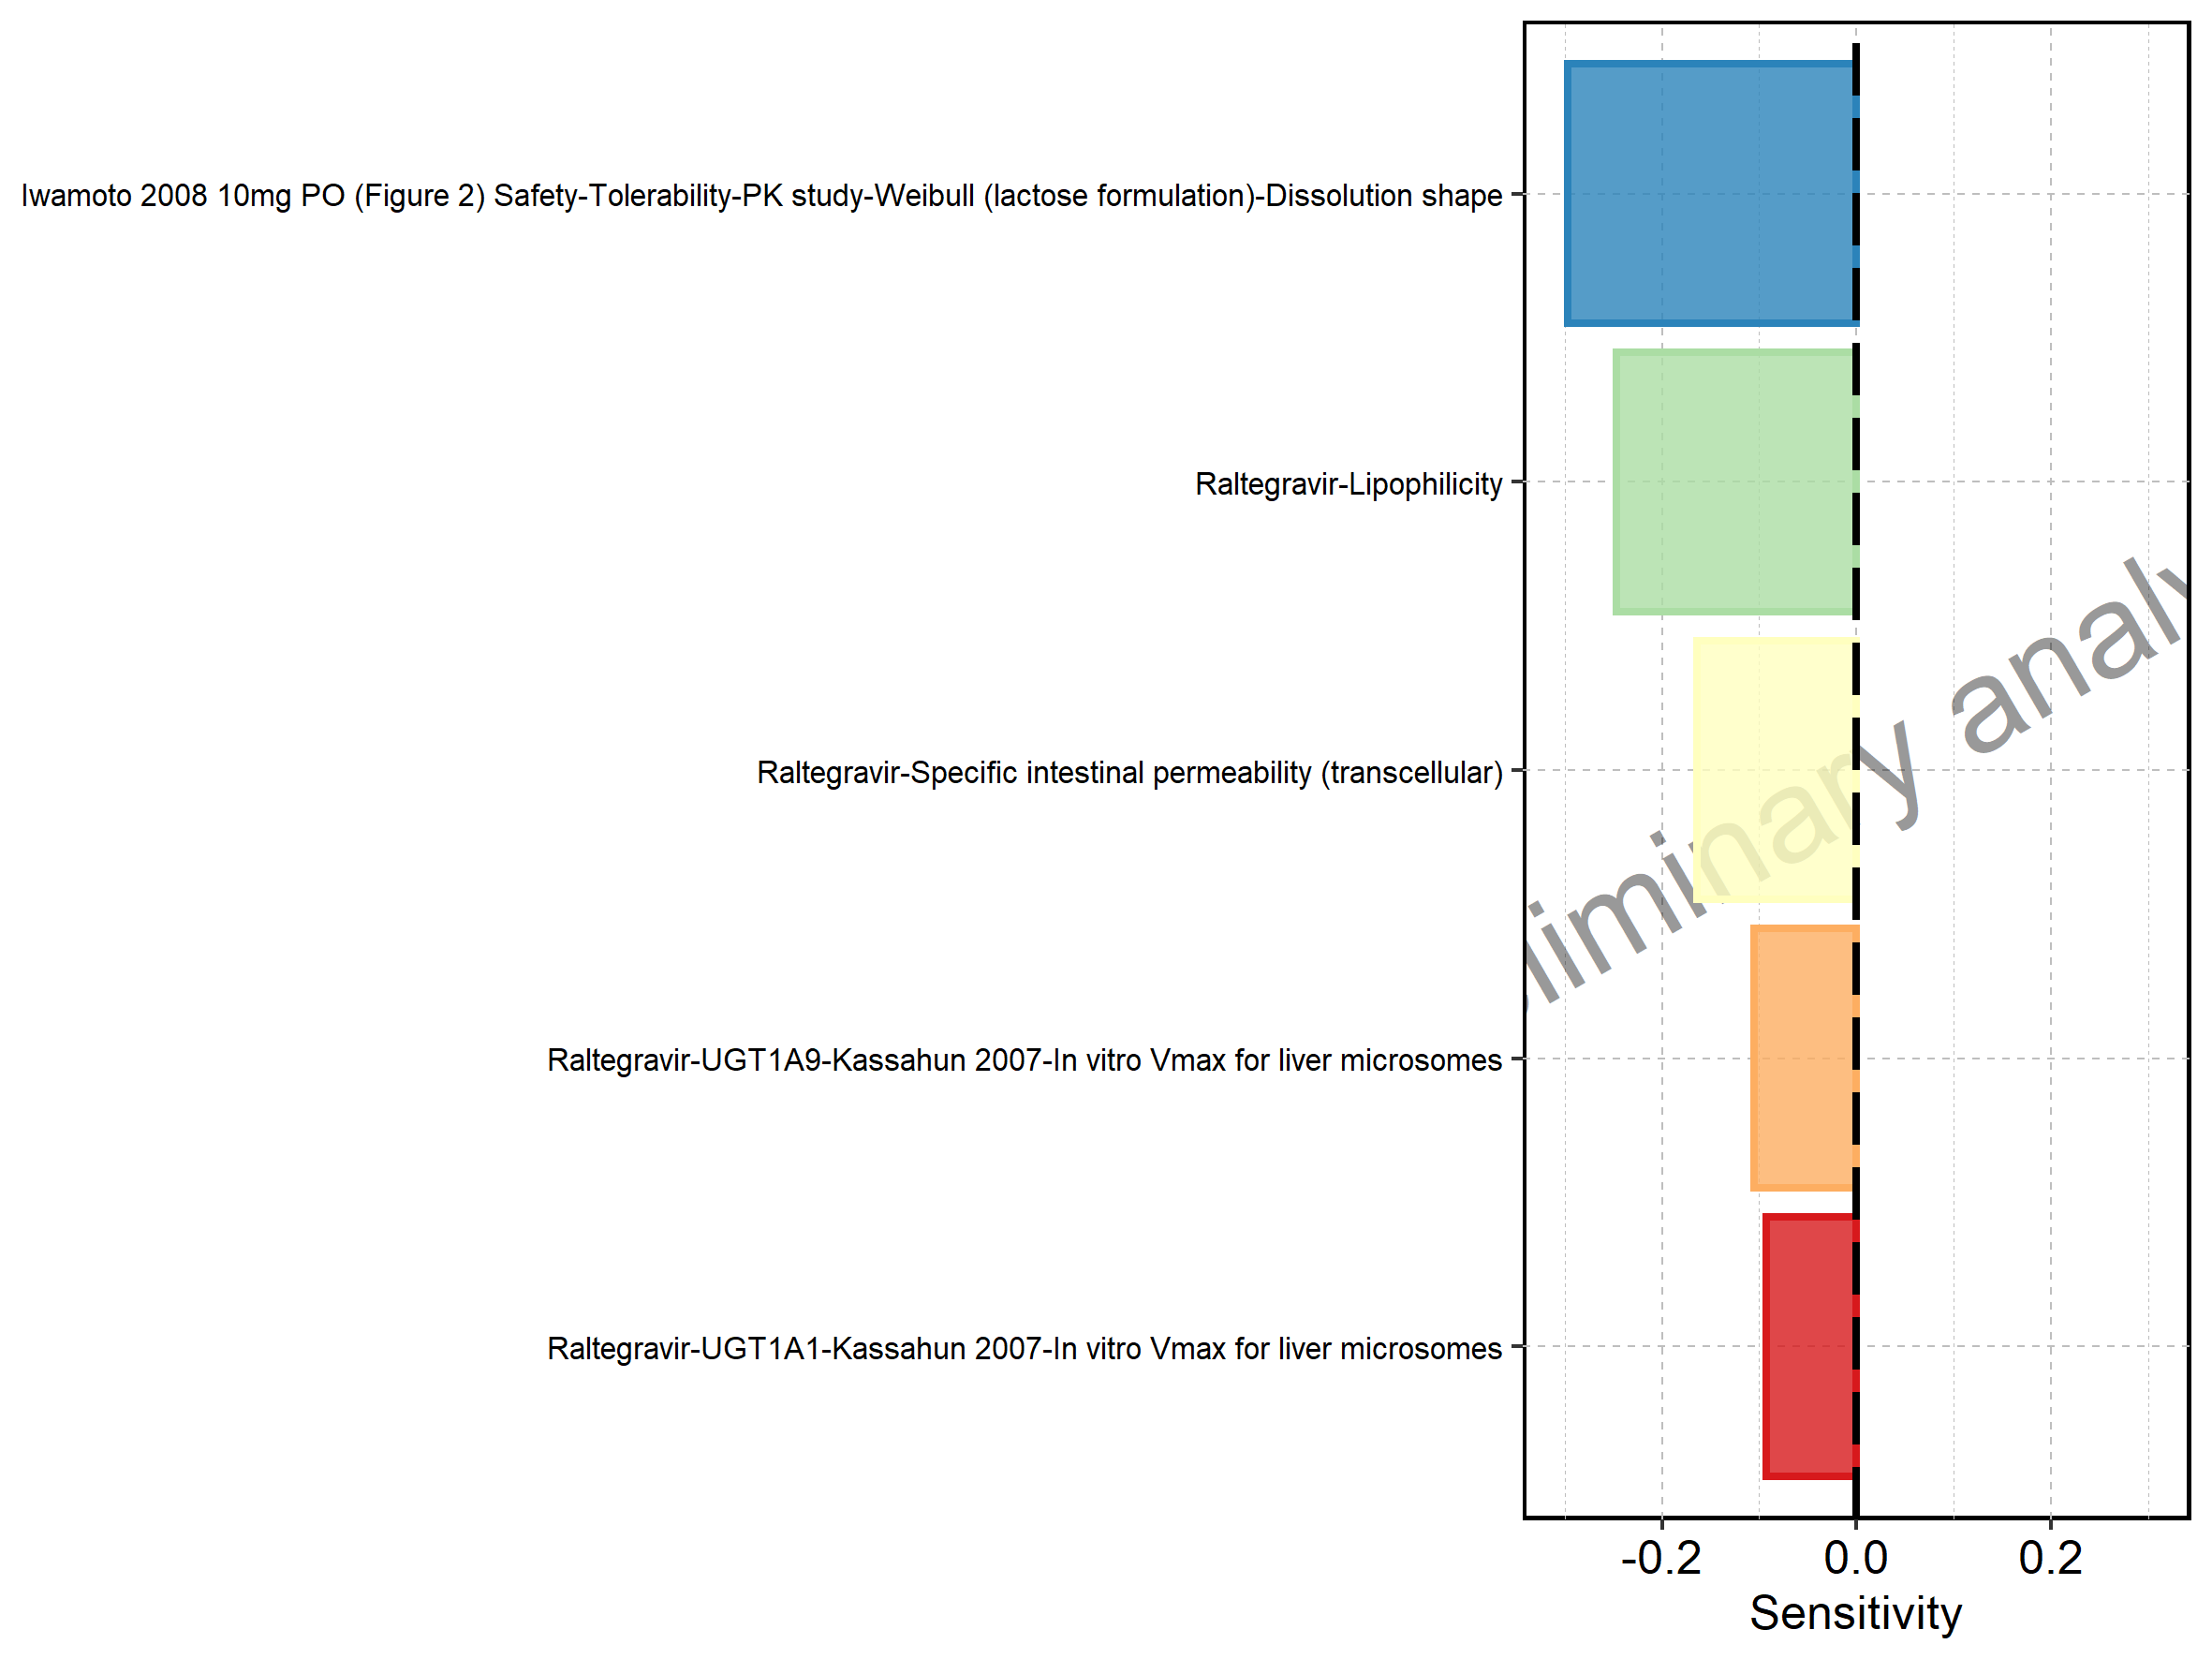 Iwamoto 2008 10mg PO (Figure 2) Safety-Tolerability-PK study-Weibull (lactose formulation)-Dissolution shape
Raltegravir-Lipophilicity
Raltegravir-Specific intestinal permeability (transcellular)
Raltegravir-UGT1A9-Kassahun 2007-In vitro Vmax for liver microsomes
Raltegravir-UGT1A1-Kassahun 2007-In vitro Vmax for liver microsomes
-0.2 0.0 0.2
Sensitivity